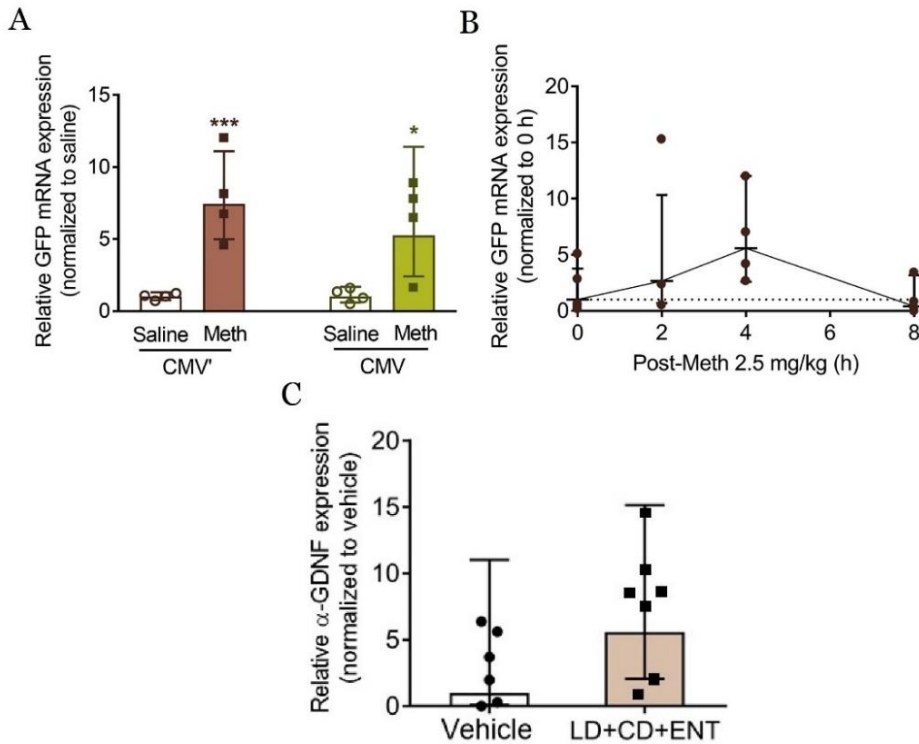 A
Relative GFP mRNA expression
(normalized to saline)
15
10
5
0
***
*
Saline Meth Saline Meth
CMV' CMV
B
Relative GFP mRNA expression
(normalized to 0 h)
20
15
10
5
0
0 2 4 6 8
Post-Meth 2.5 mg/kg (h)
C
Relative α-GDNF expression
(normalized to vehicle)
20
15
10
5
0
Vehicle LD+CD+ENT